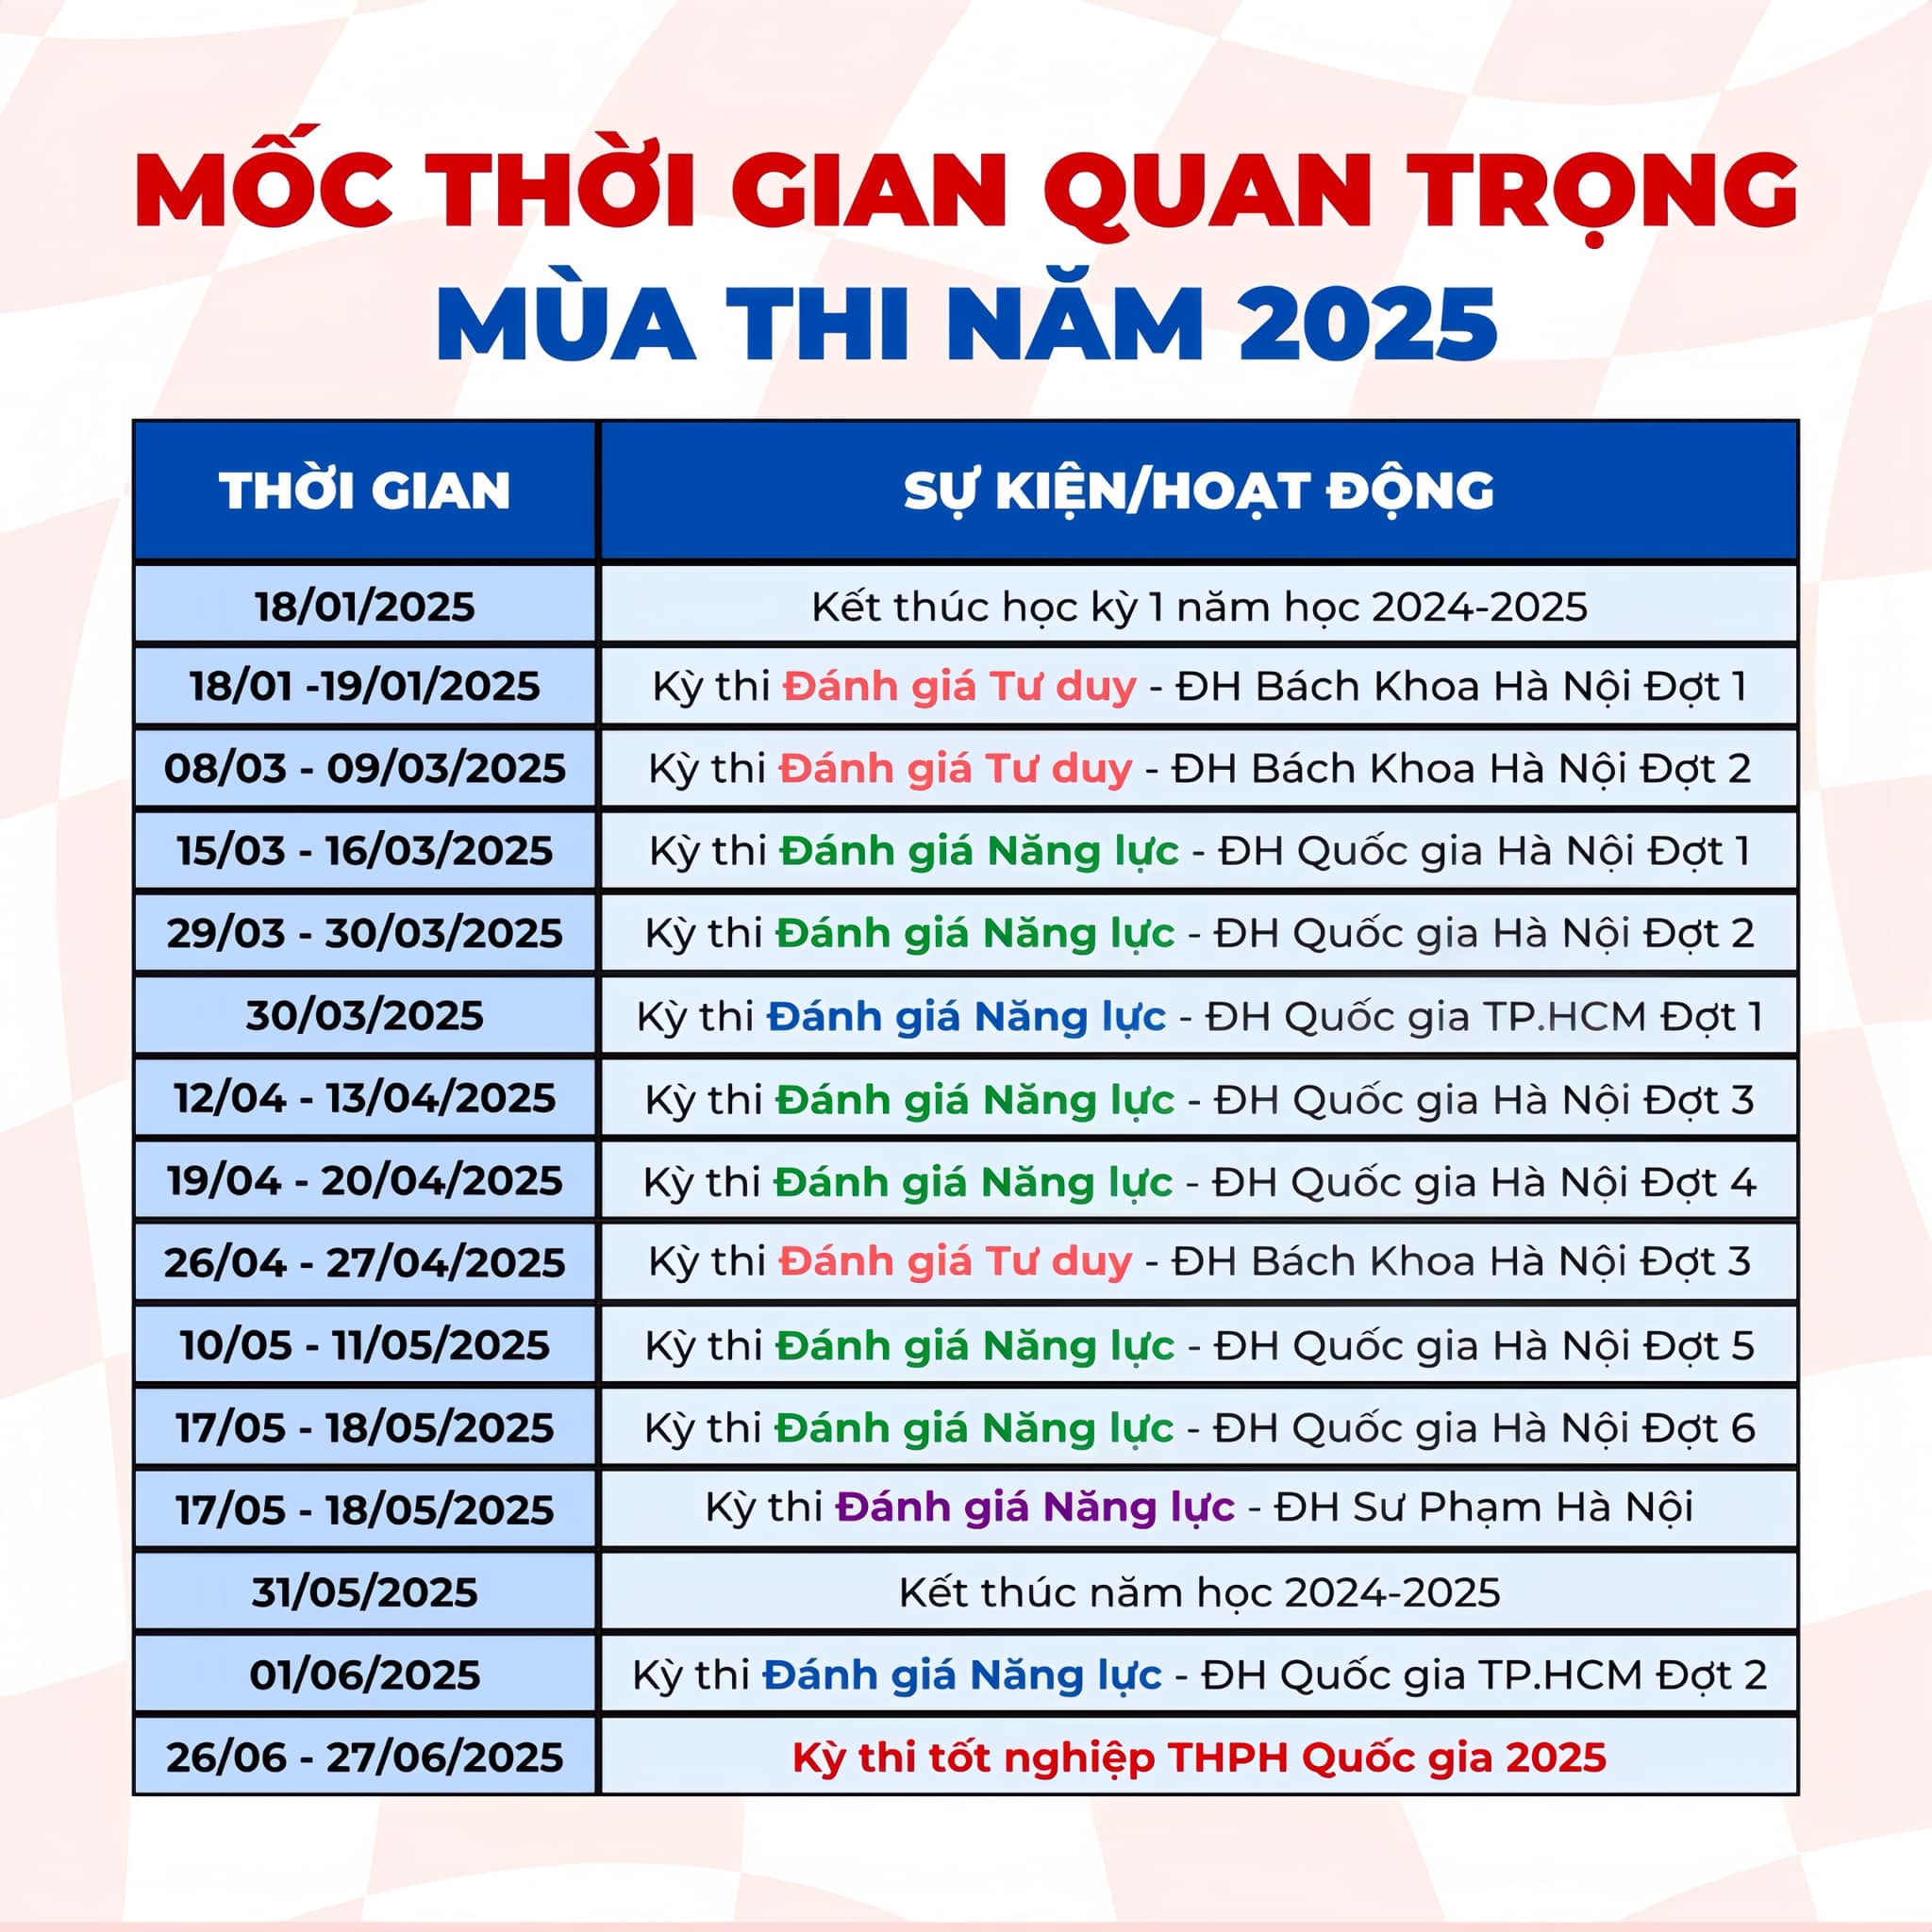 MỐC THỜI GIAN QUAN TRỌNG
MÙA THI NĂM 2025
THỜI GIAN SỰ KIỆN/HOẠT ĐỘNG
18/01/2025 Kết thúc học kỳ 1 năm học 2024-2025
18/01 -19/01/2025 Kỳ thi Đánh giá Tư duy - ĐH Bách Khoa Hà Nội Đợt 1
08/03 - 09/03/2025 Kỳ thi Đánh giá Tư duy - ĐH Bách Khoa Hà Nội Đợt 2
15/03 - 16/03/2025 Kỳ thi Đánh giá Năng lực - ĐH Quốc gia Hà Nội Đợt 1
29/03 - 30/03/2025 Kỳ thi Đánh giá Năng lực - ĐH Quốc gia Hà Nội Đợt 2
30/03/2025 Kỳ thi Đánh giá Năng lực - ĐH Quốc gia TP.HCM Đợt 1
12/04 - 13/04/2025 Kỳ thi Đánh giá Năng lực - ĐH Quốc gia Hà Nội Đợt 3
19/04 - 20/04/2025 Kỳ thi Đánh giá Năng lực - ĐH Quốc gia Hà Nội Đợt 4
26/04 - 27/04/2025 Kỳ thi Đánh giá Tư duy - ĐH Bách Khoa Hà Nội Đợt 3
10/05 - 11/05/2025 Kỳ thi Đánh giá Năng lực - ĐH Quốc gia Hà Nội Đợt 5
17/05 - 18/05/2025 Kỳ thi Đánh giá Năng lực - ĐH Quốc gia Hà Nội Đợt 6
17/05 - 18/05/2025 Kỳ thi Đánh giá Năng lực - ĐH Sư Phạm Hà Nội
31/05/2025 Kết thúc năm học 2024-2025
01/06/2025 Kỳ thi Đánh giá Năng lực - ĐH Quốc gia TP.HCM Đợt 2
26/06 - 27/06/2025 Kỳ thi tốt nghiệp THPH Quốc gia 2025